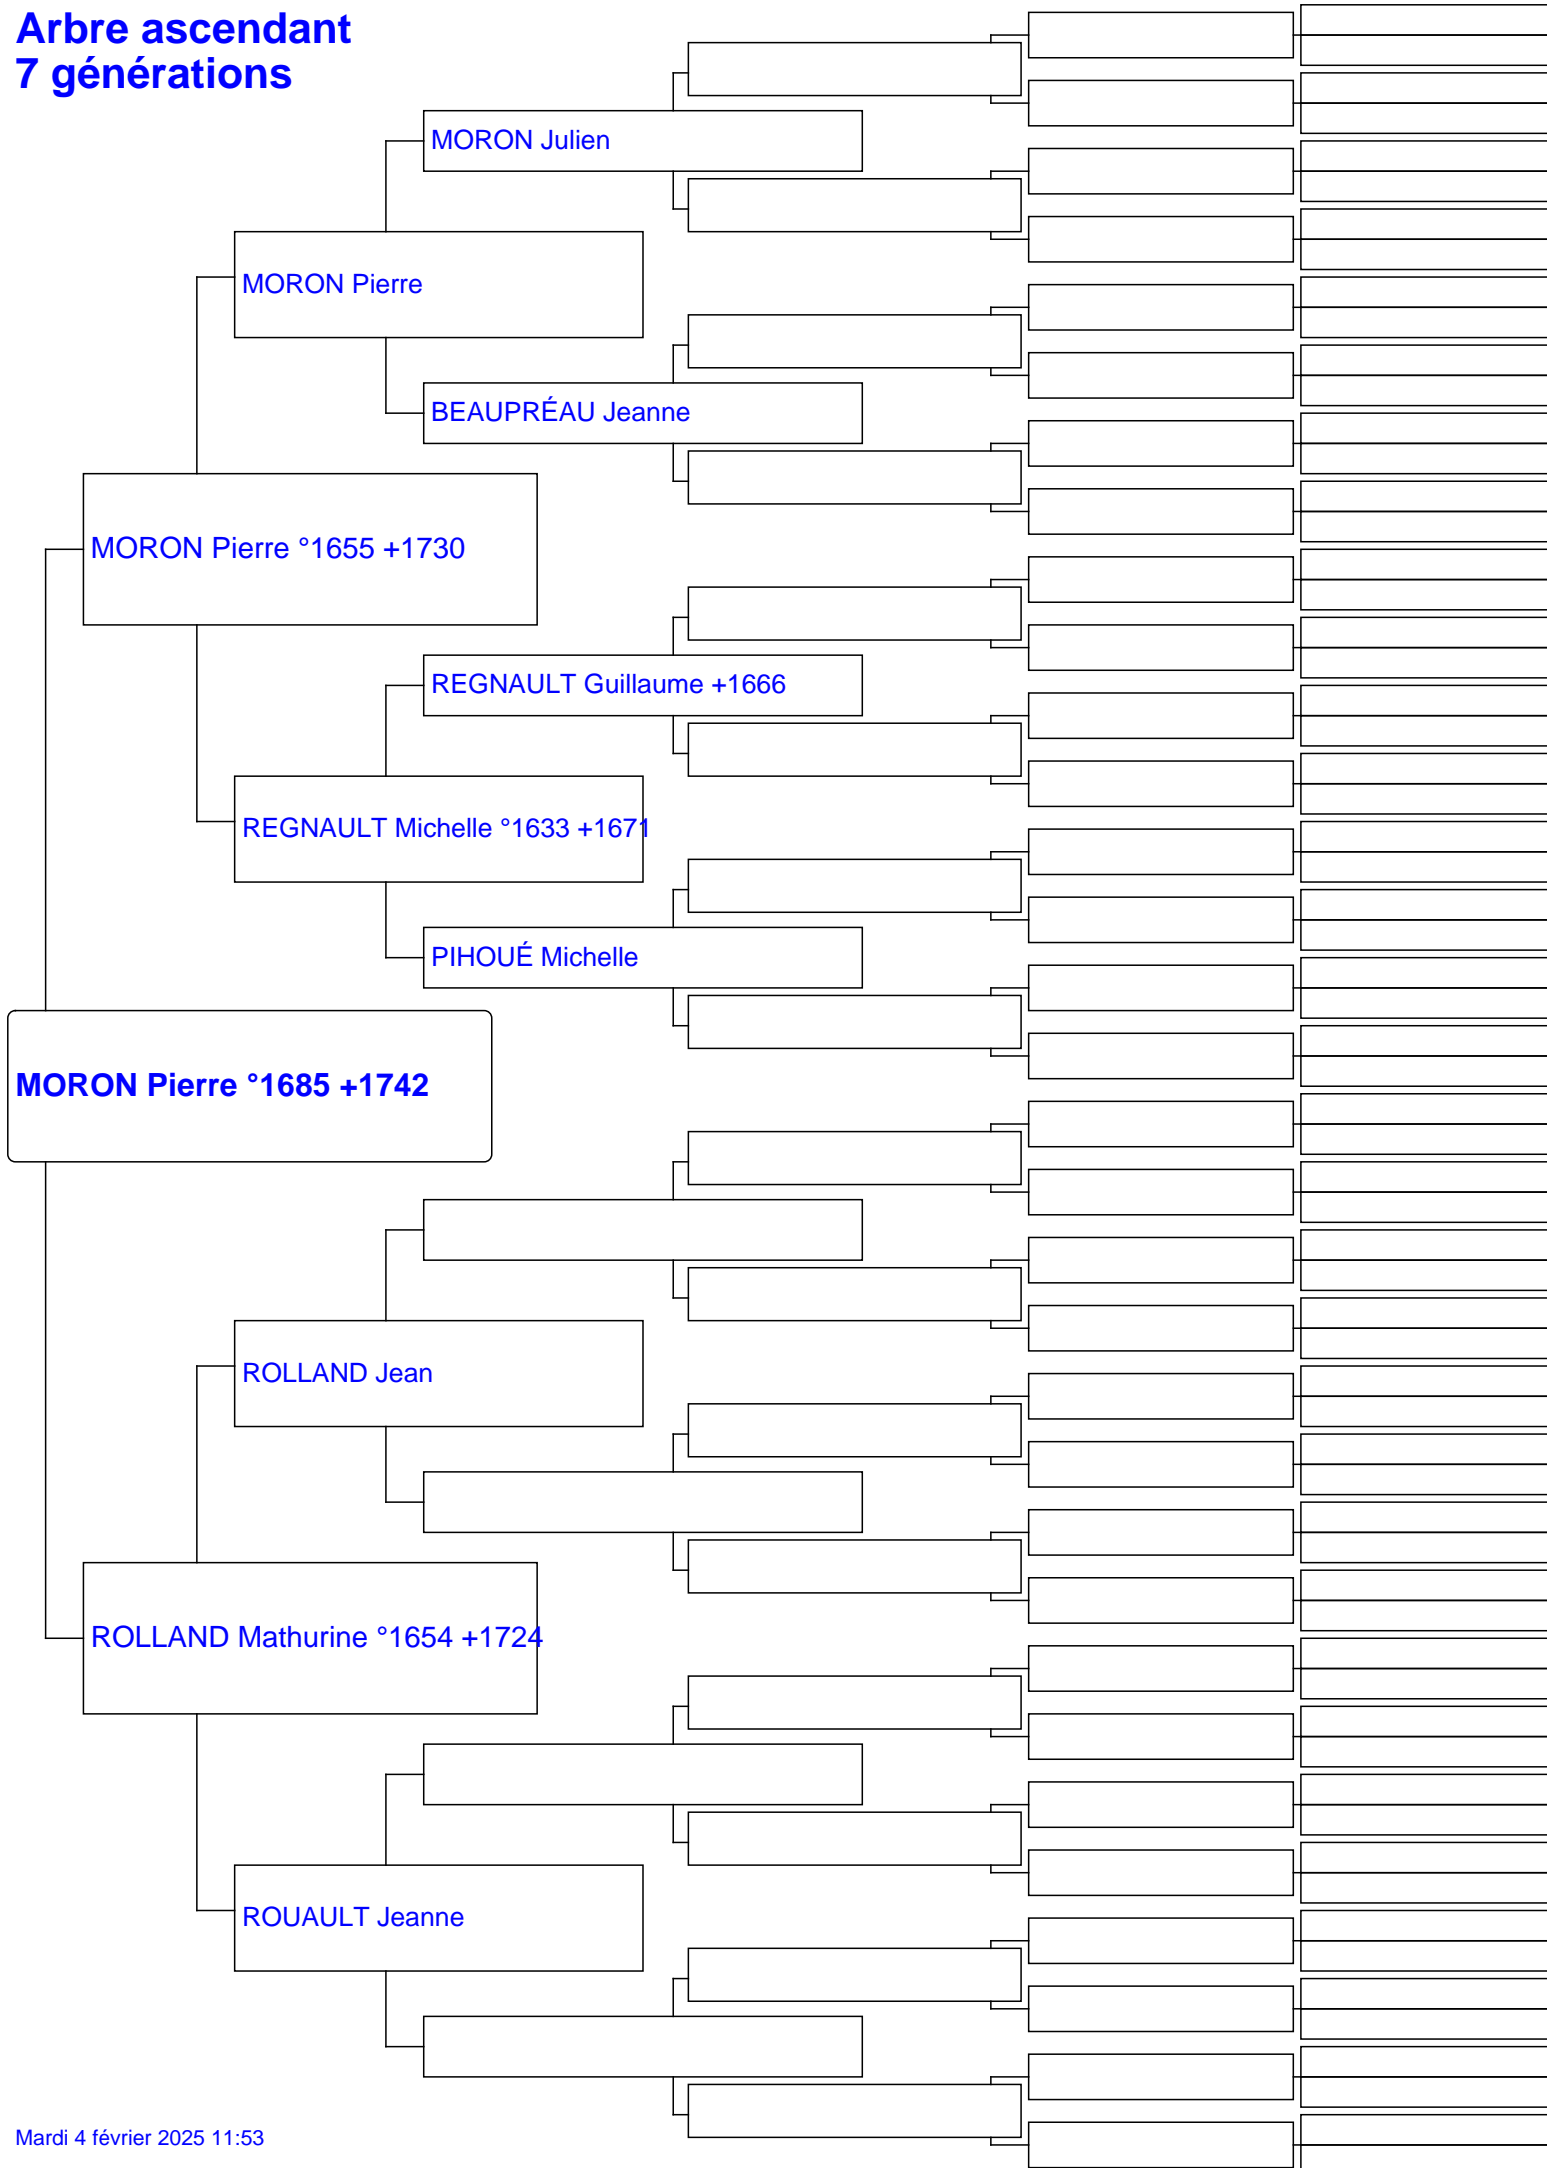 Arbre ascendant
7 générations
MORON Julien
MORON Pierre
BEAUPRÉAU Jeanne
MORON Pierre °1655 +1730
REGNAULT Guillaume +1666
REGNAULT Michelle °1633 +1671
PIHOUÉ Michelle
MORON Pierre °1685 +1742
ROLLAND Jean
ROLLAND Mathurine °1654 +1724
ROUAULT Jeanne
Mardi 4 février 2025 11:53